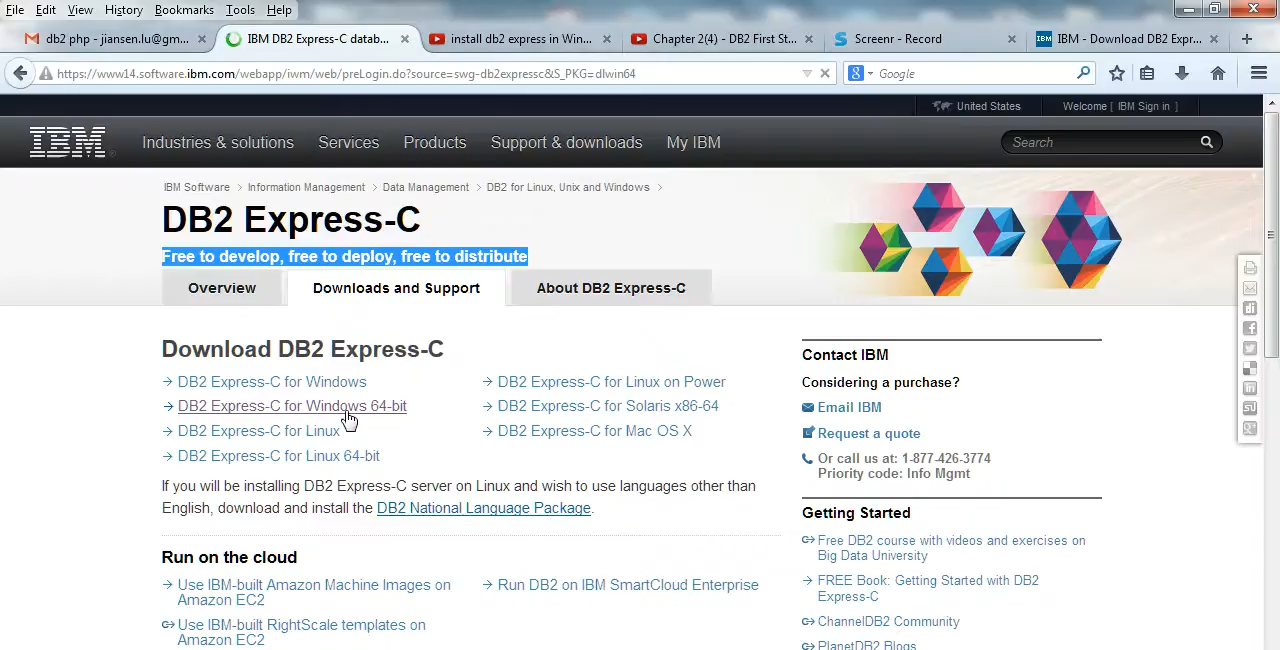 File Edit View History Bookmarks Tools Help
db2 php - jiansen.lu@gm...
IBM DB2 Express-C datab...
install db2 express in Win...
Chapter 2(4) - DB2 First St...
Screenr - Record
IBM - Download DB2 Expr...
https://www14.software.ibm.com/webapp/iwm/web/preLogin.do?source=swg-db2expressc&S_PKG=dlwin64
Google
United States
Welcome [ IBM Sign in ]
IBM
Industries & solutions
Services
Products
Support & downloads
My IBM
Search
IBM Software > Information Management > Data Management > DB2 for Linux, Unix and Windows >
DB2 Express-C
Free to develop, free to deploy, free to distribute
Overview
Downloads and Support
About DB2 Express-C
Download DB2 Express-C
DB2 Express-C for Windows
DB2 Express-C for Windows 64-bit
DB2 Express-C for Linux
DB2 Express-C for Linux 64-bit
DB2 Express-C for Linux on Power
DB2 Express-C for Solaris x86-64
DB2 Express-C for Mac OS X
If you will be installing DB2 Express-C server on Linux and wish to use languages other than
English, download and install the DB2 National Language Package.
Run on the cloud
Use IBM-built Amazon Machine Images on
Amazon EC2
Use IBM-built RightScale templates on
Amazon EC2
Run DB2 on IBM SmartCloud Enterprise
Contact IBM
Considering a purchase?
Email IBM
Request a quote
Or call us at: 1-877-426-3774
Priority code: Info Mgmt
Getting Started
Free DB2 course with videos and exercises on
Big Data University
FREE Book: Getting Started with DB2
Express-C
ChannelDB2 Community
PlanetDB2 Blogs